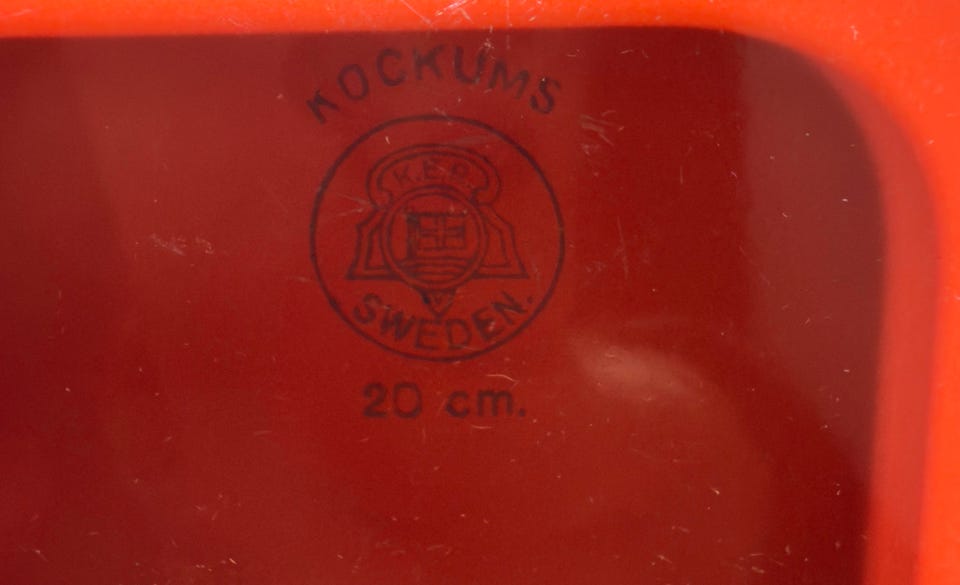 KOCKUMS
K.E.R.
SWEDEN.
20 cm.